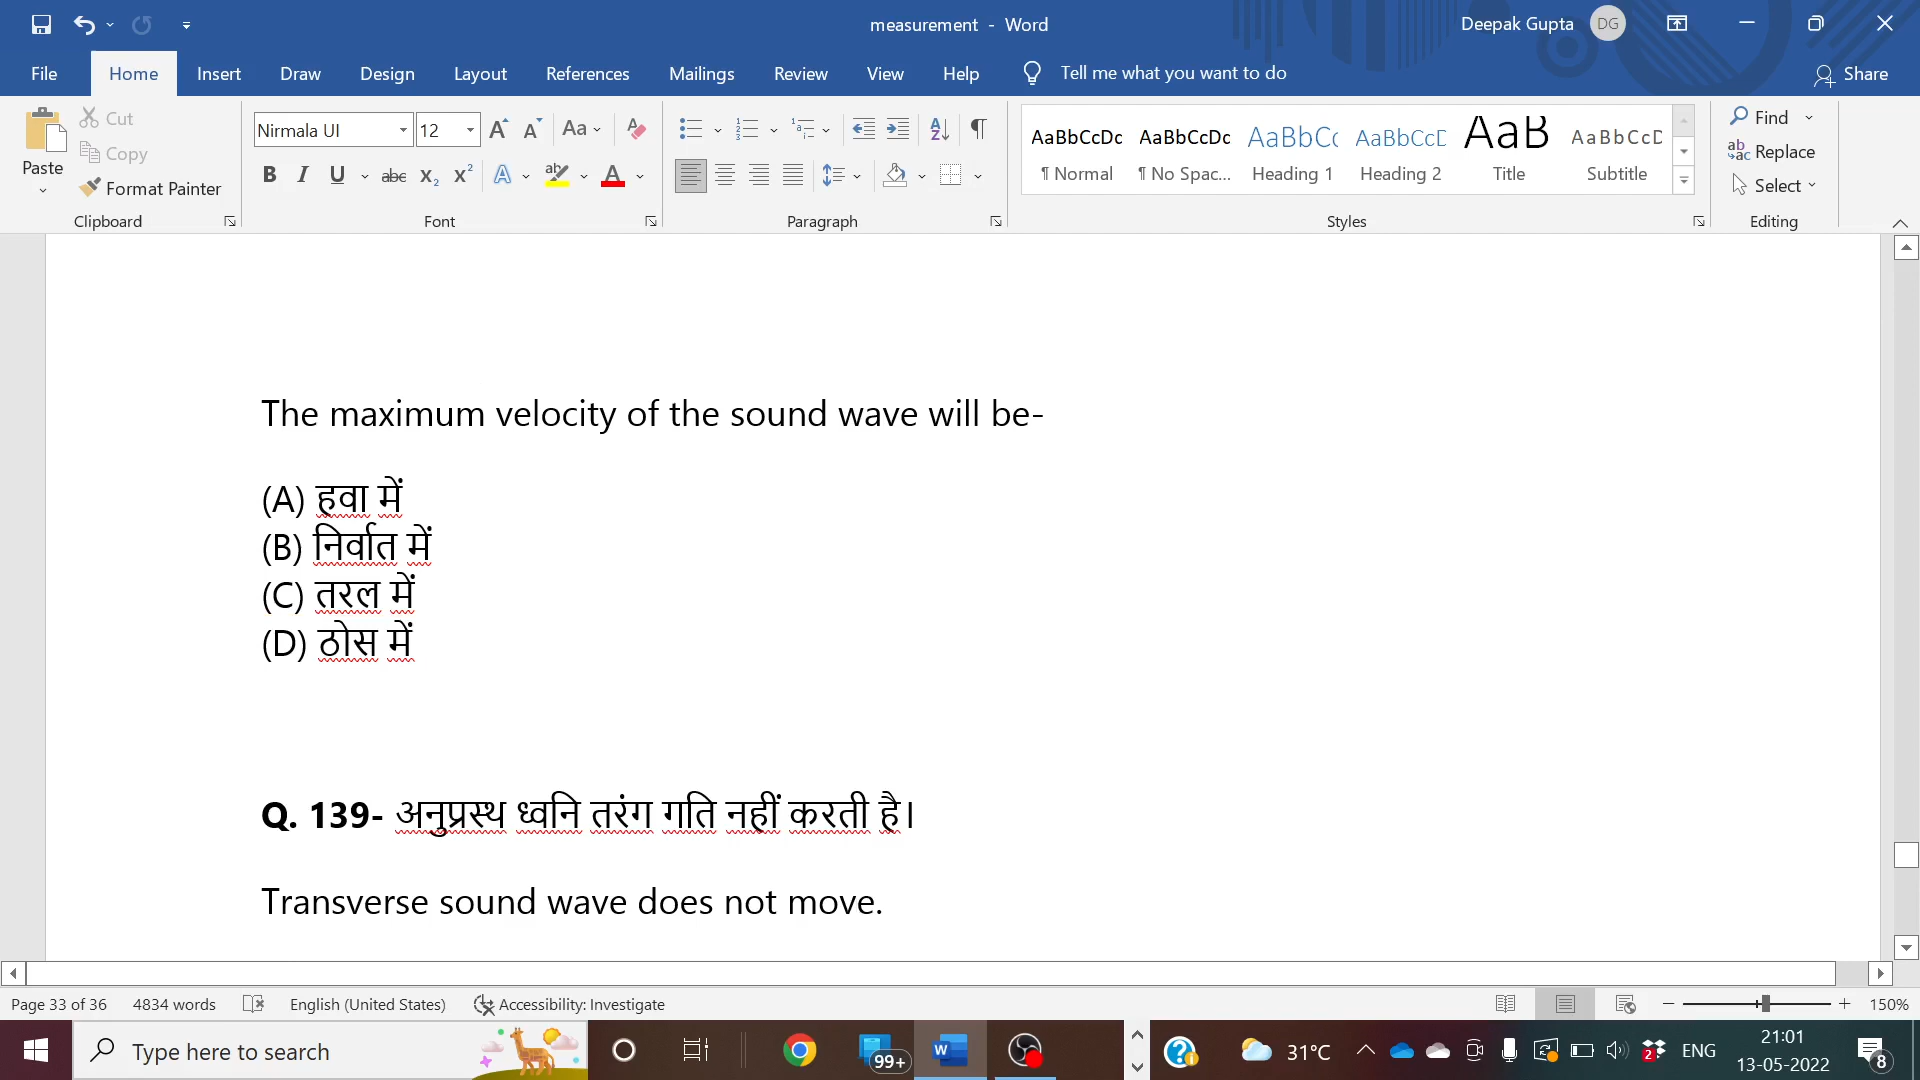 measurement - Word
Deepak Gupta DG
File Home Insert Draw Design Layout References Mailings Review View Help Tell me what you want to do Share
Paste Cut Copy Format Painter Clipboard
Nirmala UI 12
Font
Paragraph
AaBbCcDc AaBbCcDc AaBbCc AaBbCcD AaB AaBbCcD
¶ Normal ¶ No Spac... Heading 1 Heading 2 Title Subtitle
Styles
Find
Replace
Select
Editing
The maximum velocity of the sound wave will be-
(A) हवा में
(B) निर्वात में
(C) तरल में
(D) ठोस में
Q. 139- अनुप्रस्थ ध्वनि तरंग गति नहीं करती है।
Transverse sound wave does not move.
Page 33 of 36 4834 words English (United States) Accessibility: Investigate 150%
Type here to search 99+ 31°C ENG 21:01
13-05-2022 8